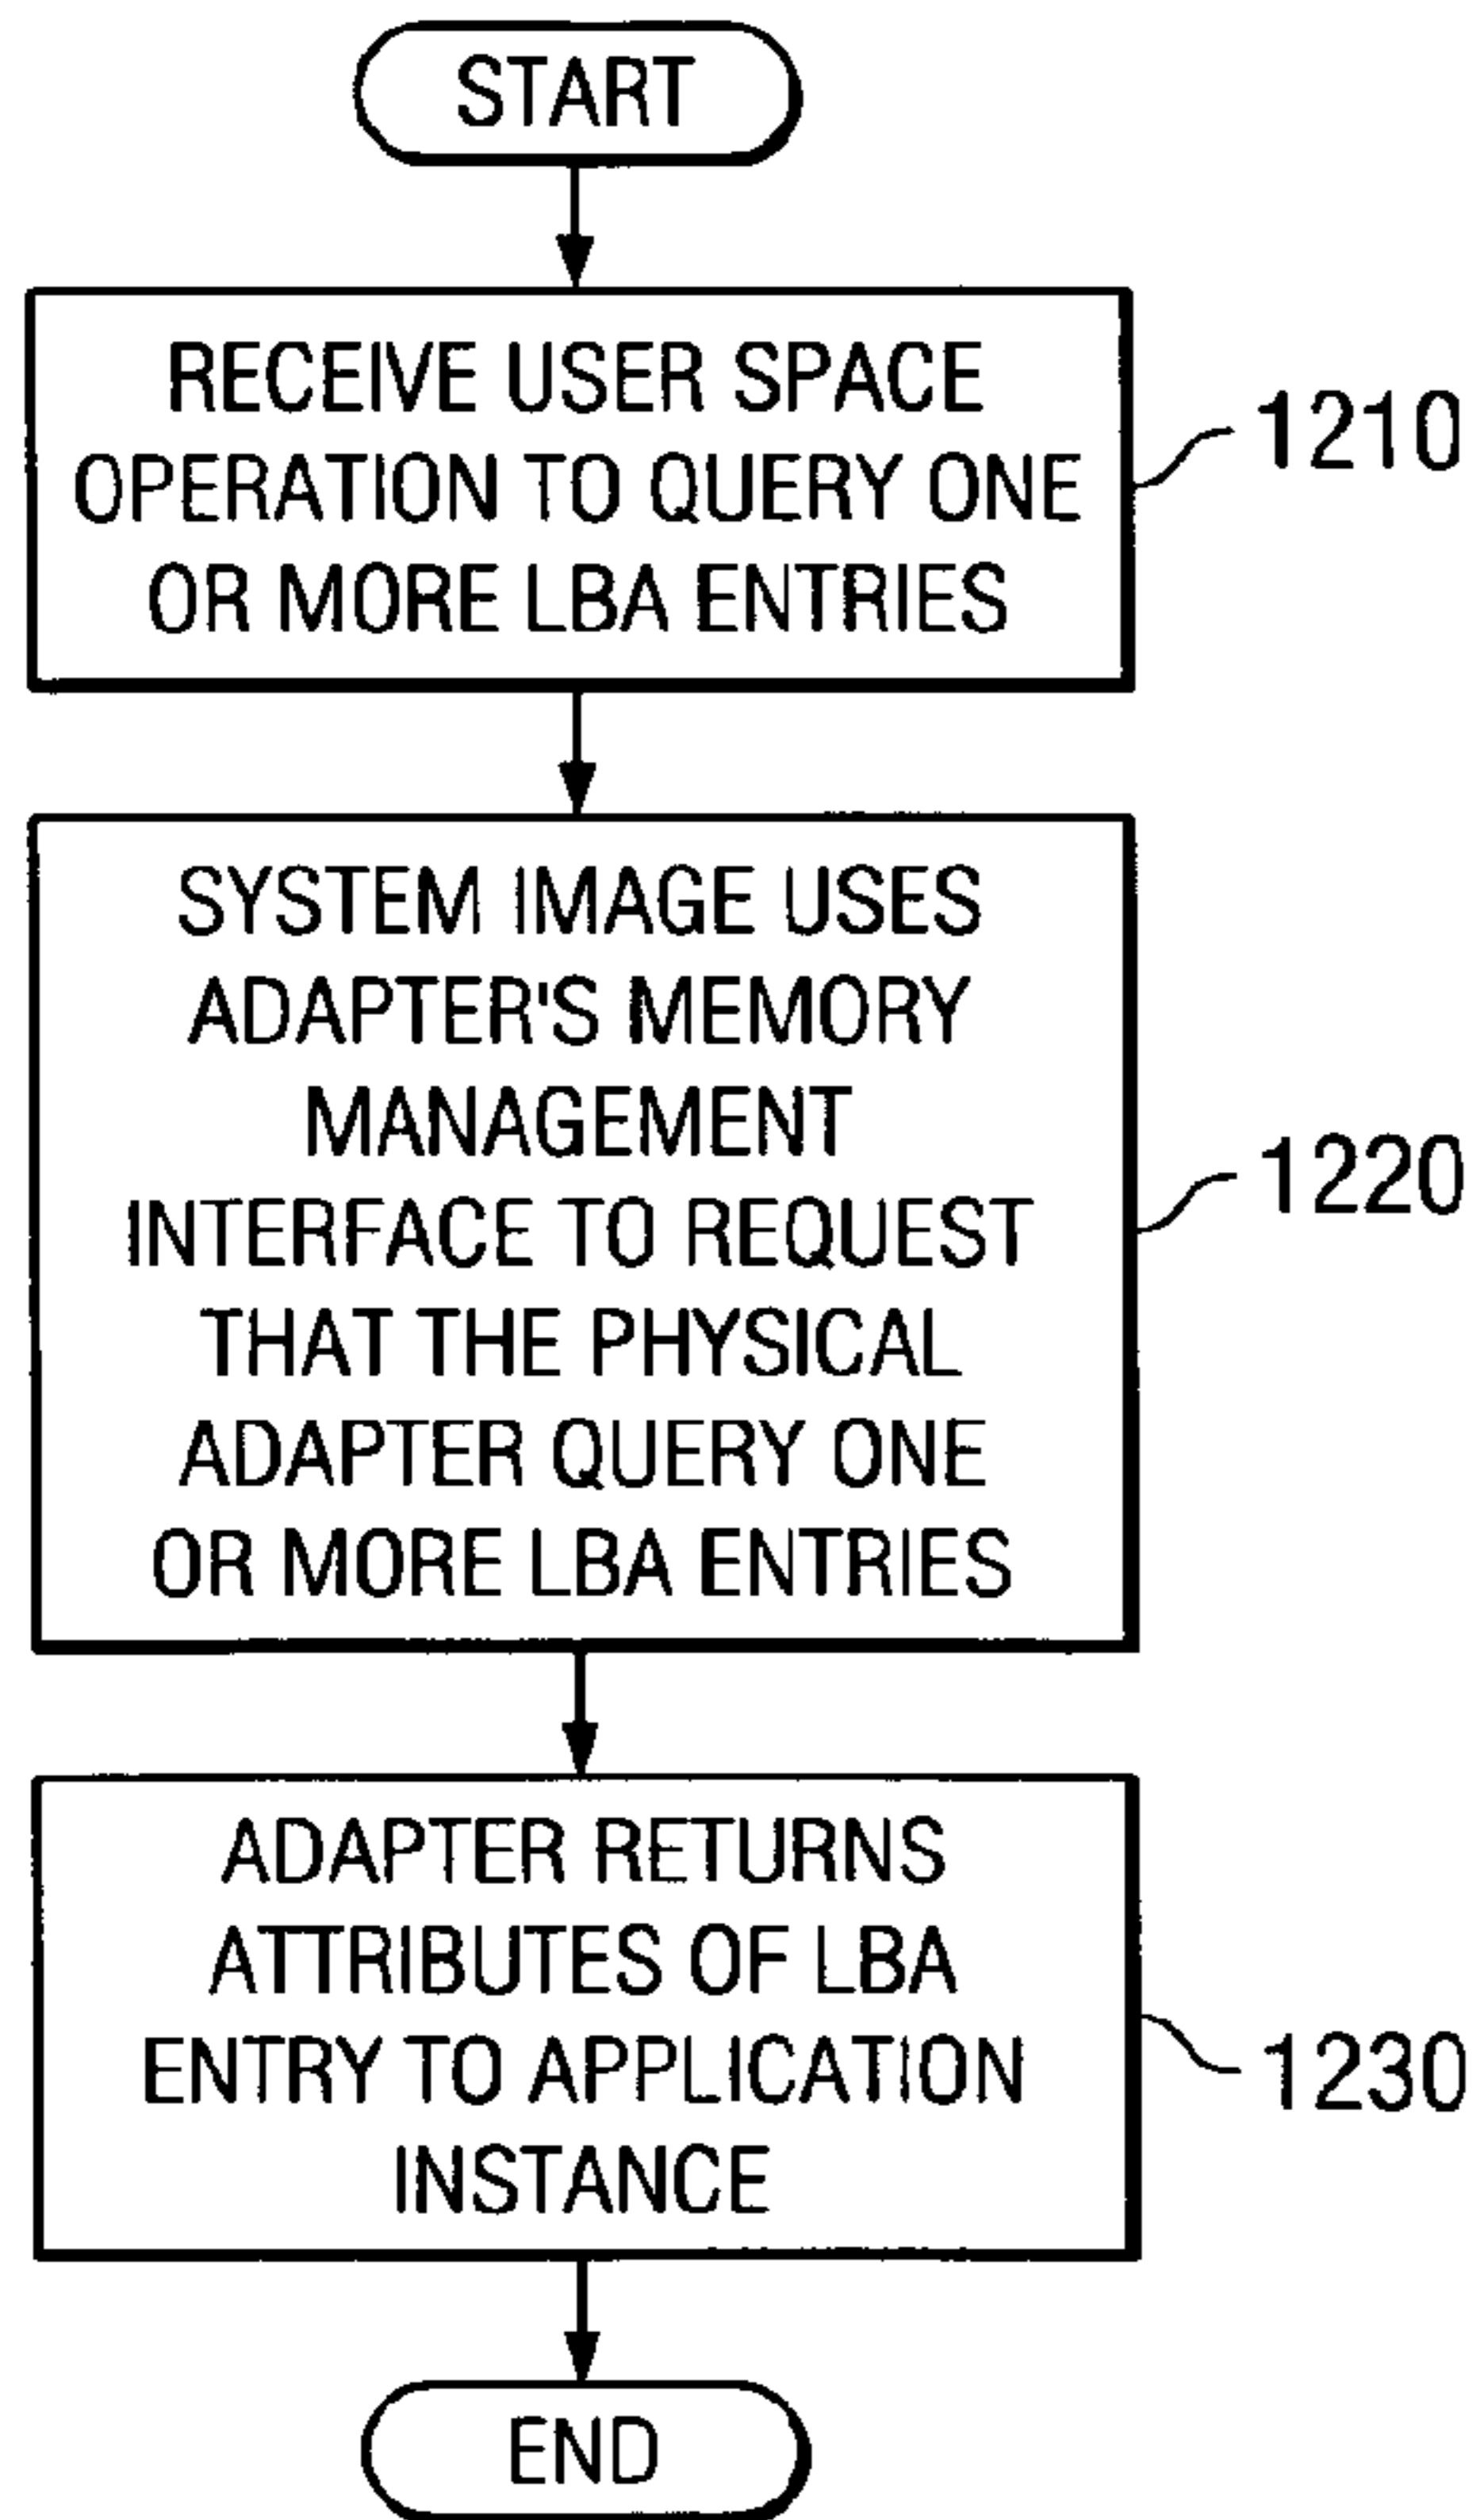 START
RECEIVE USER SPACE
OPERATION TO QUERY ONE
OR MORE LBA ENTRIES
1210
SYSTEM IMAGE USES
ADAPTER'S MEMORY
MANAGEMENT
INTERFACE TO REQUEST
THAT THE PHYSICAL
ADAPTER QUERY ONE
OR MORE LBA ENTRIES
1220
ADAPTER RETURNS
ATTRIBUTES OF LBA
ENTRY TO APPLICATION
INSTANCE
1230
END